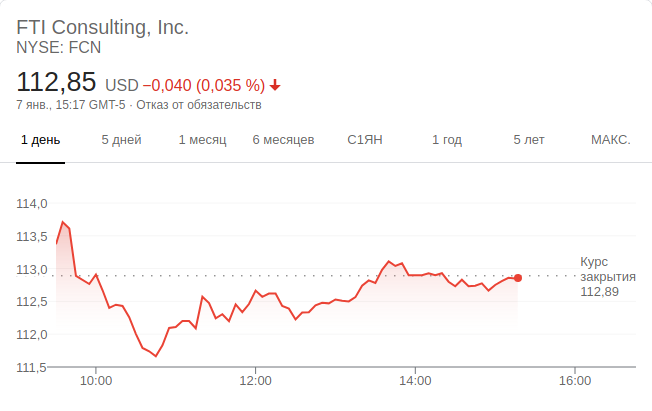 FTI Consulting, Inc.
NYSE: FCN
112,85 USD −0,040 (0,035 %)
7 янв., 15:17 GMT-5 · Отказ от обязательств
1 день 5 дней 1 месяц 6 месяцев С1ЯН 1 год 5 лет МАКС.
114,0
113,5
113,0
112,5
112,0
111,5
Курс
закрытия
112,89
10:00 12:00 14:00 16:00